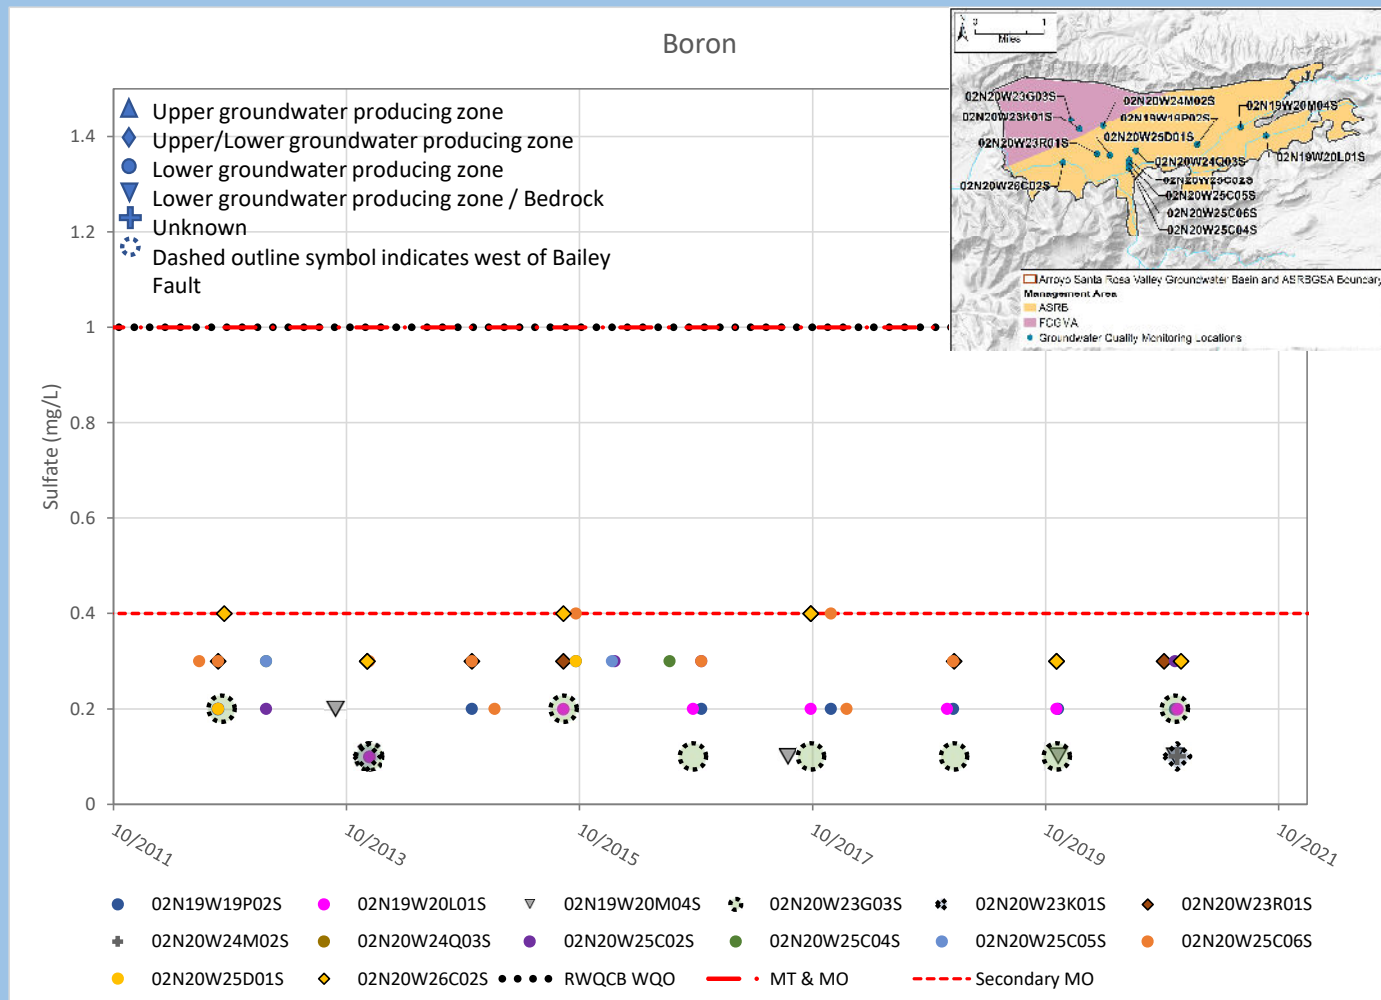 Boron
Upper groundwater producing zone
Upper/Lower groundwater producing zone
Lower groundwater producing zone
Lower groundwater producing zone / Bedrock
Unknown
Dashed outline symbol indicates west of Bailey
Fault
0 1
Miles
02N20W23G03S
02N20W24M02S
02N19W20M04S
02N20W23K01S
02N19W19P02S
02N20W25D01S
02N20W23R01S
02N20W24Q03S
02N19W20L01S
02N20W25C02S
02N20W26C02S
02N20W25C05S
02N20W25C06S
02N20W25C04S
Arroyo Santa Rosa Valley Groundwater Basin and ASRBGSA Boundary
Management Area
ASRB
FCGMA
Groundwater Quality Monitoring Locations
Sulfate (mg/L)
1.4
1.2
1
0.8
0.6
0.4
0.2
0
10/2011
10/2013
10/2015
10/2017
10/2019
10/2021
02N19W19P02S
02N19W20L01S
02N19W20M04S
02N20W23G03S
02N20W23K01S
02N20W23R01S
02N20W24M02S
02N20W24Q03S
02N20W25C02S
02N20W25C04S
02N20W25C05S
02N20W25C06S
02N20W25D01S
02N20W26C02S
RWQCB WQO
MT & MO
Secondary MO